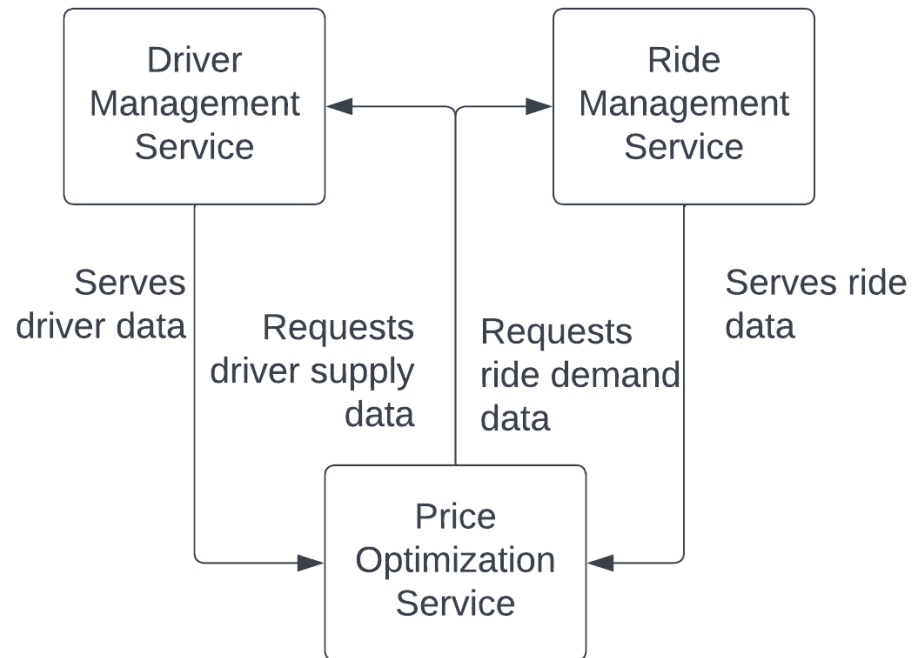 Driver
Management
Service
Ride
Management
Service
Serves
driver data
Requests
driver supply
data
Requests
ride demand
data
Serves ride
data
Price
Optimization
Service